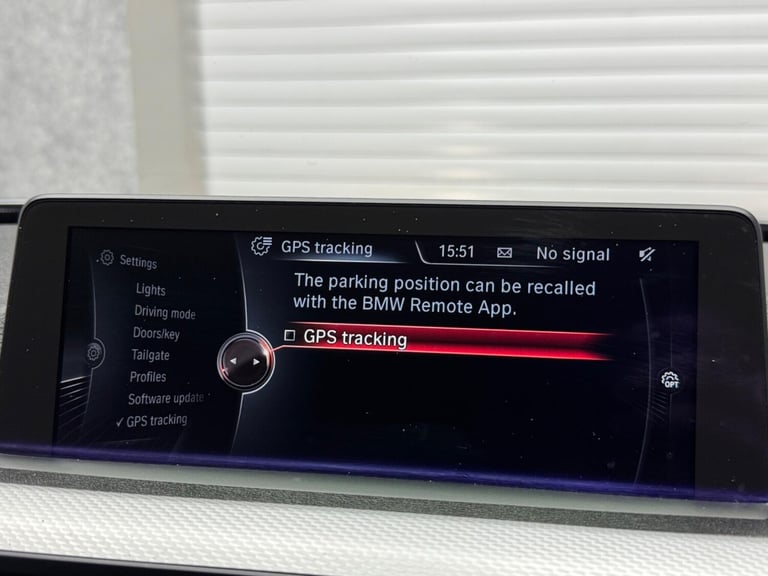 Settings
Lights
Driving mode
Doors/key
Tailgate
Profiles
Software update
GPS tracking
GPS tracking
15:51
No signal
The parking position can be recalled
with the BMW Remote App.
GPS tracking
OPT